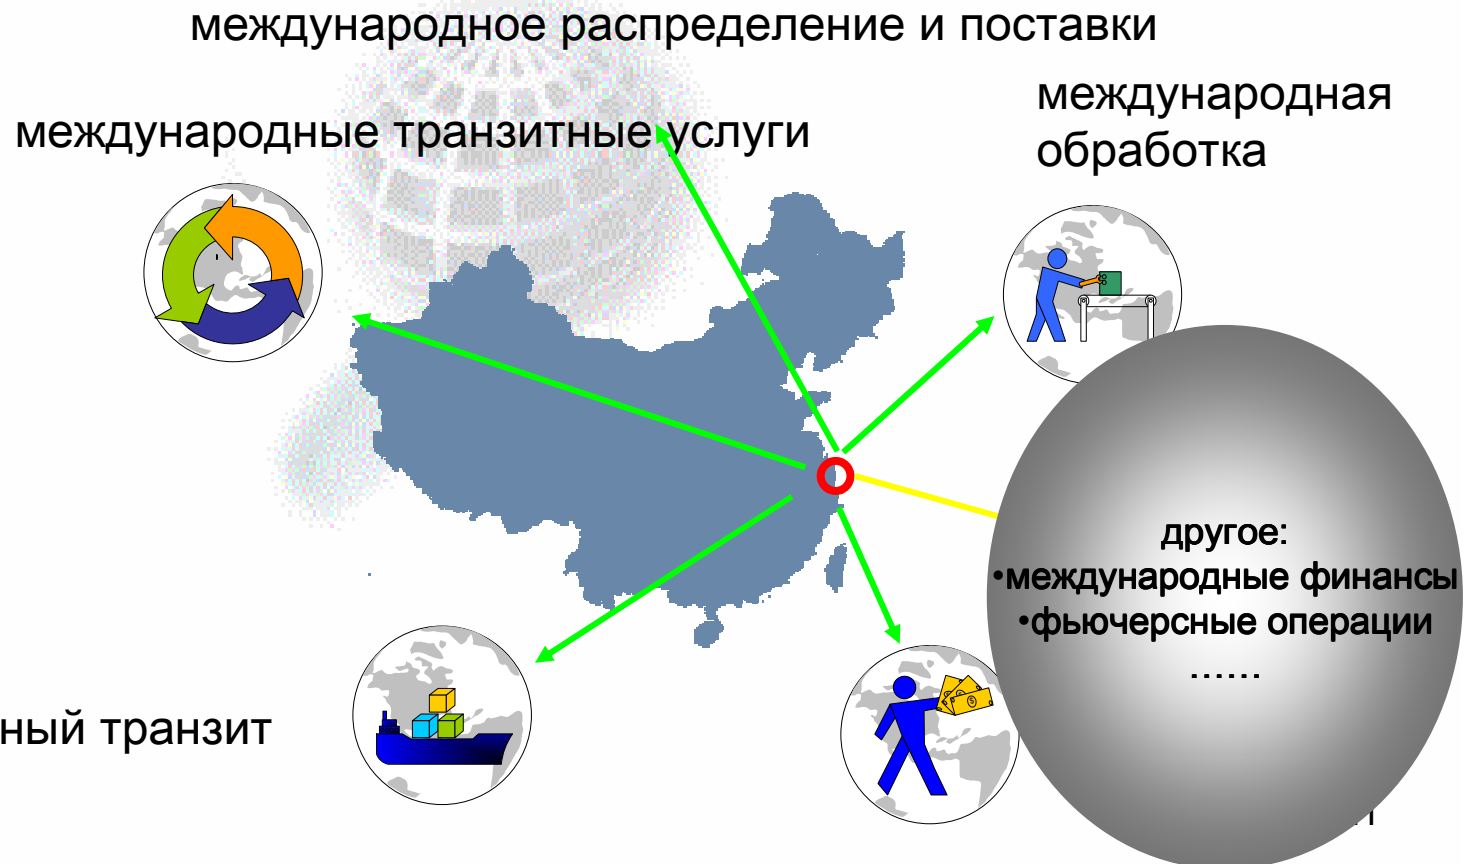 международное распределение и поставки
международные транзитные услуги
международная
обработка
другое:
•международные финансы
•фьючерсные операции
......
ный транзит